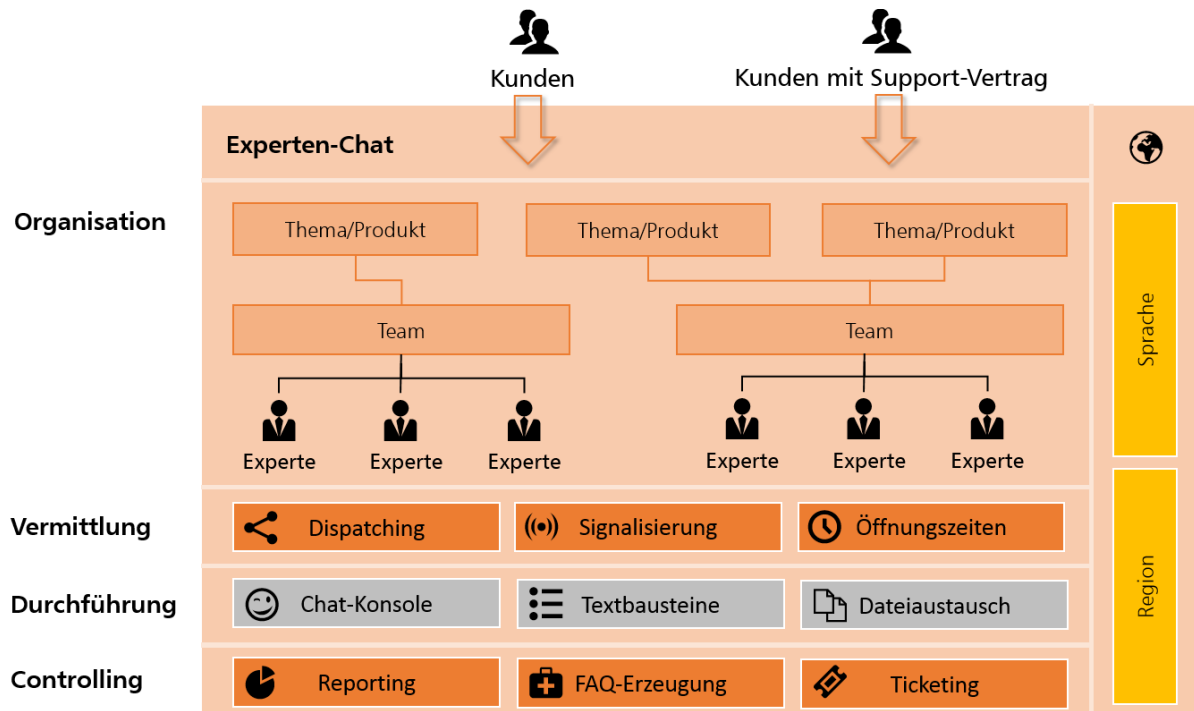 Kunden
Kunden mit Support-Vertrag
Experten-Chat
Organisation
Thema/Produkt
Thema/Produkt
Thema/Produkt
Team
Team
Experte
Experte
Experte
Experte
Experte
Experte
Vermittlung
Dispatching
Signalisierung
Öffnungszeiten
Durchführung
Chat-Konsole
Textbausteine
Dateiaustausch
Controlling
Reporting
FAQ-Erzeugung
Ticketing
Sprache
Region